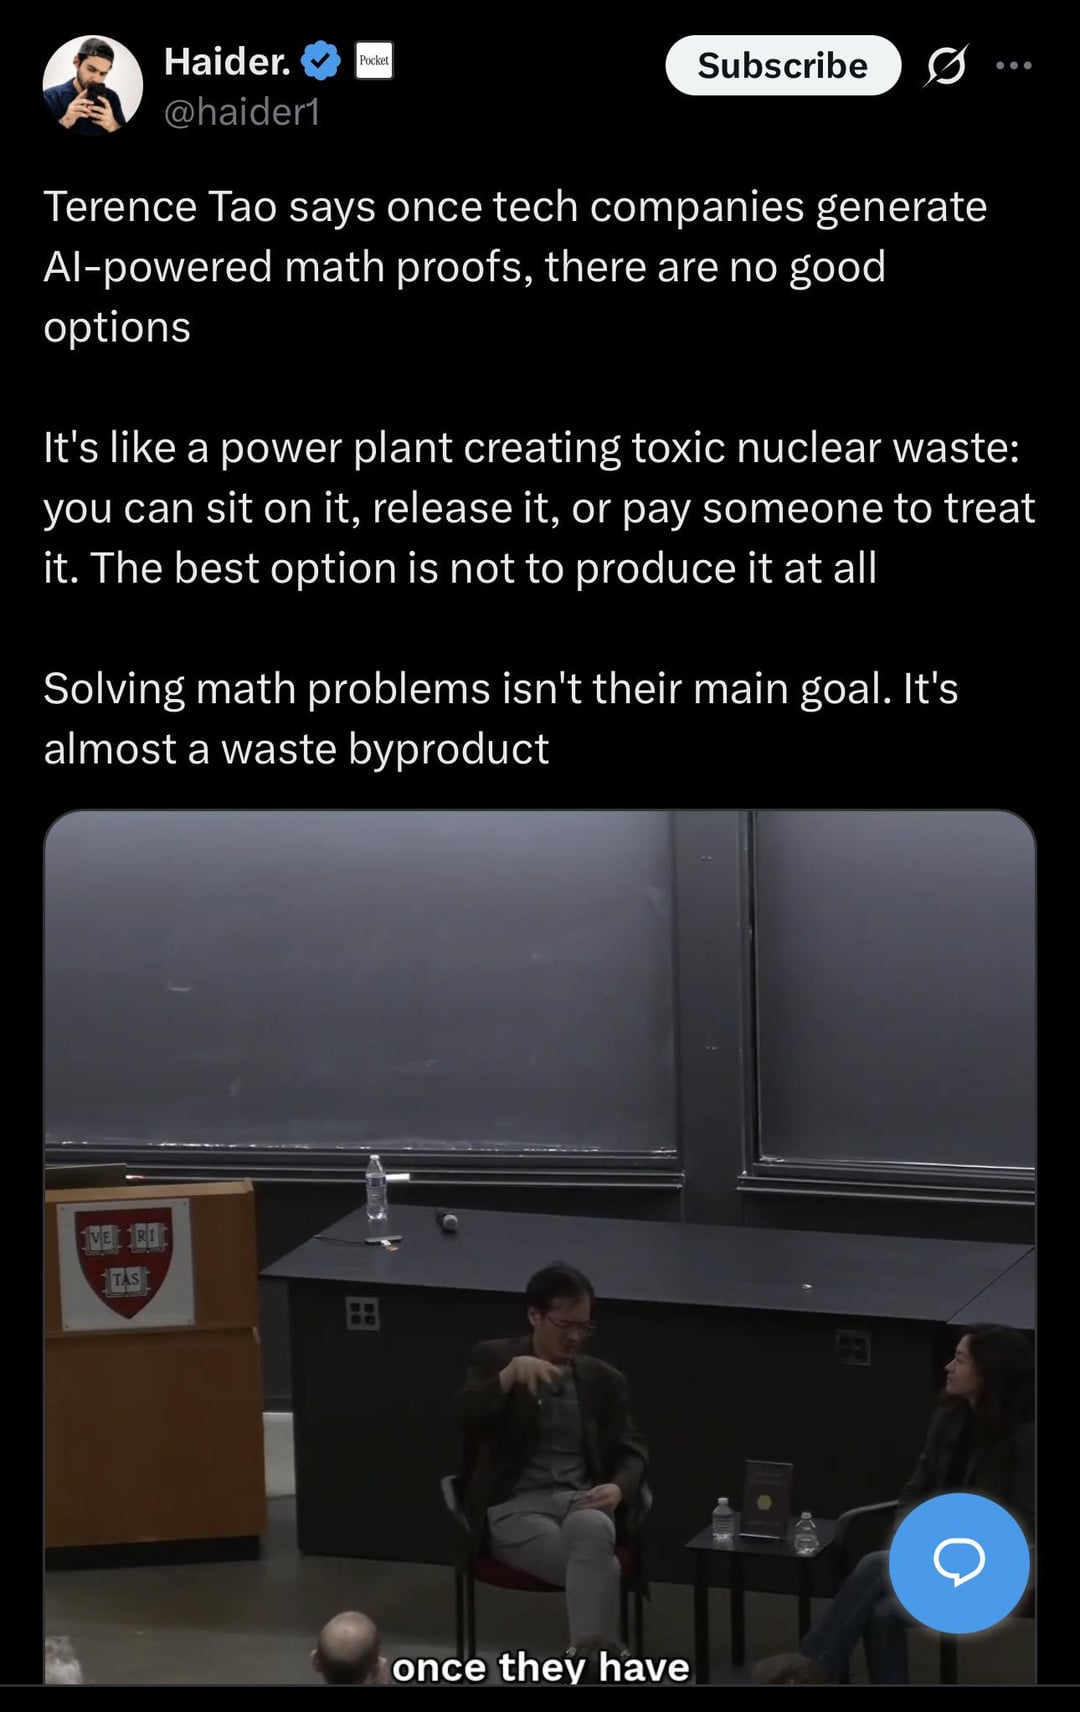 Haider.
Pocket
@haider1
Subscribe
Terence Tao says once tech companies generate
AI-powered math proofs, there are no good
options
It's like a power plant creating toxic nuclear waste:
you can sit on it, release it, or pay someone to treat
it. The best option is not to produce it at all
Solving math problems isn't their main goal. It's
almost a waste byproduct
VE RI
TAS
once they have